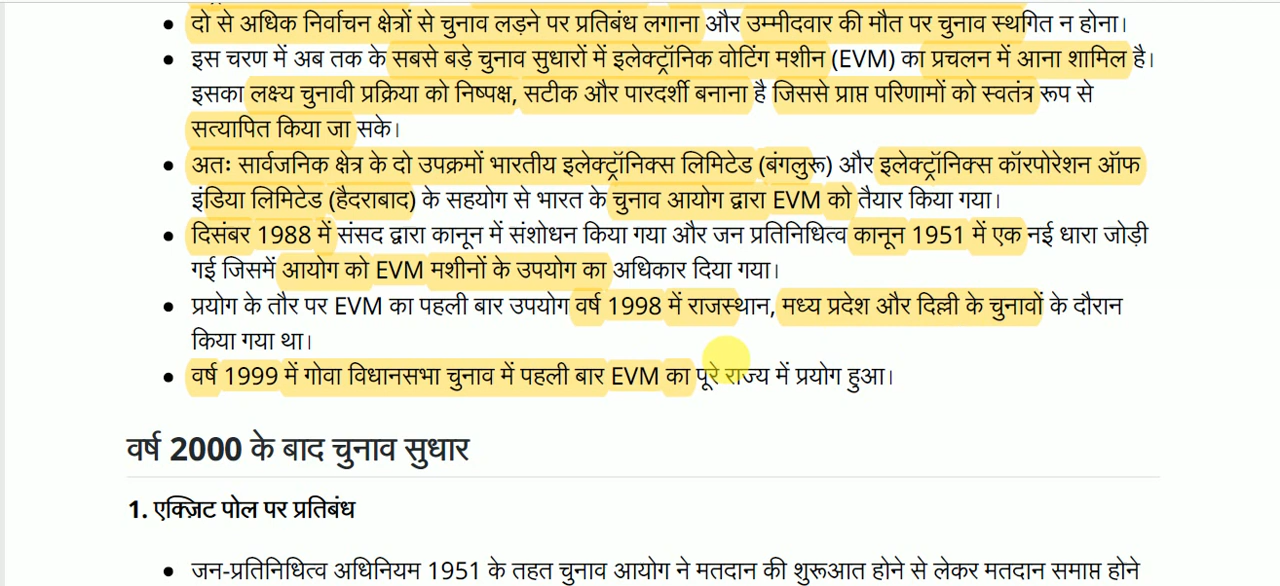 दो से अधिक निर्वाचन क्षेत्रों से चुनाव लड़ने पर प्रतिबंध लगाना और उम्मीदवार की मौत पर चुनाव स्थगित न होना।
इस चरण में अब तक के सबसे बड़े चुनाव सुधारों में इलेक्ट्रॉनिक वोटिंग मशीन (EVM) का प्रचलन में आना शामिल है।
इसका लक्ष्य चुनावी प्रक्रिया को निष्पक्ष, सटीक और पारदर्शी बनाना है जिससे प्राप्त परिणामों को स्वतंत्र रूप से
सत्यापित किया जा सके।
अतः सार्वजनिक क्षेत्र के दो उपक्रमों भारतीय इलेक्ट्रॉनिक्स लिमिटेड (बंगलुरू) और इलेक्ट्रॉनिक्स कॉरपोरेशन ऑफ
इंडिया लिमिटेड (हैदराबाद) के सहयोग से भारत के चुनाव आयोग द्वारा EVM को तैयार किया गया।
दिसंबर 1988 में संसद द्वारा कानून में संशोधन किया गया और जन प्रतिनिधित्व कानून 1951 में एक नई धारा जोड़ी
गई जिसमें आयोग को EVM मशीनों के उपयोग का अधिकार दिया गया।
प्रयोग के तौर पर EVM का पहली बार उपयोग वर्ष 1998 में राजस्थान, मध्य प्रदेश और दिल्ली के चुनावों के दौरान
किया गया था।
वर्ष 1999 में गोवा विधानसभा चुनाव में पहली बार EVM का पूरे राज्य में प्रयोग हुआ।
वर्ष 2000 के बाद चुनाव सुधार
1. एक्ज़िट पोल पर प्रतिबंध
जन-प्रतिनिधित्व अधिनियम 1951 के तहत चुनाव आयोग ने मतदान की शुरूआत होने से लेकर मतदान समाप्त होने